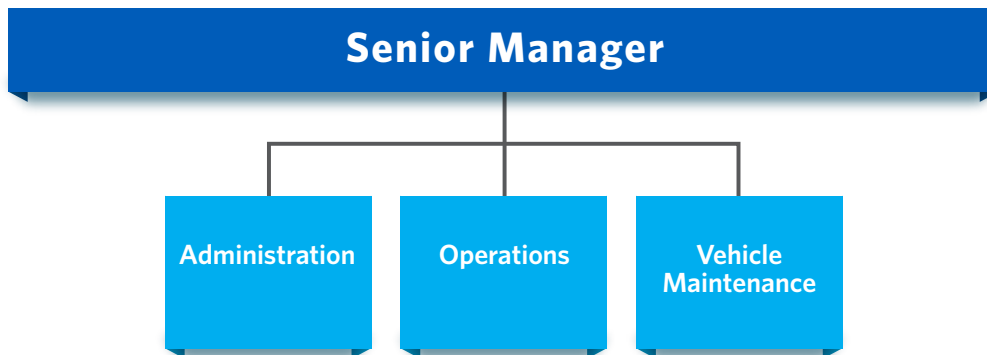 Senior Manager
Administration
Operations
Vehicle
Maintenance